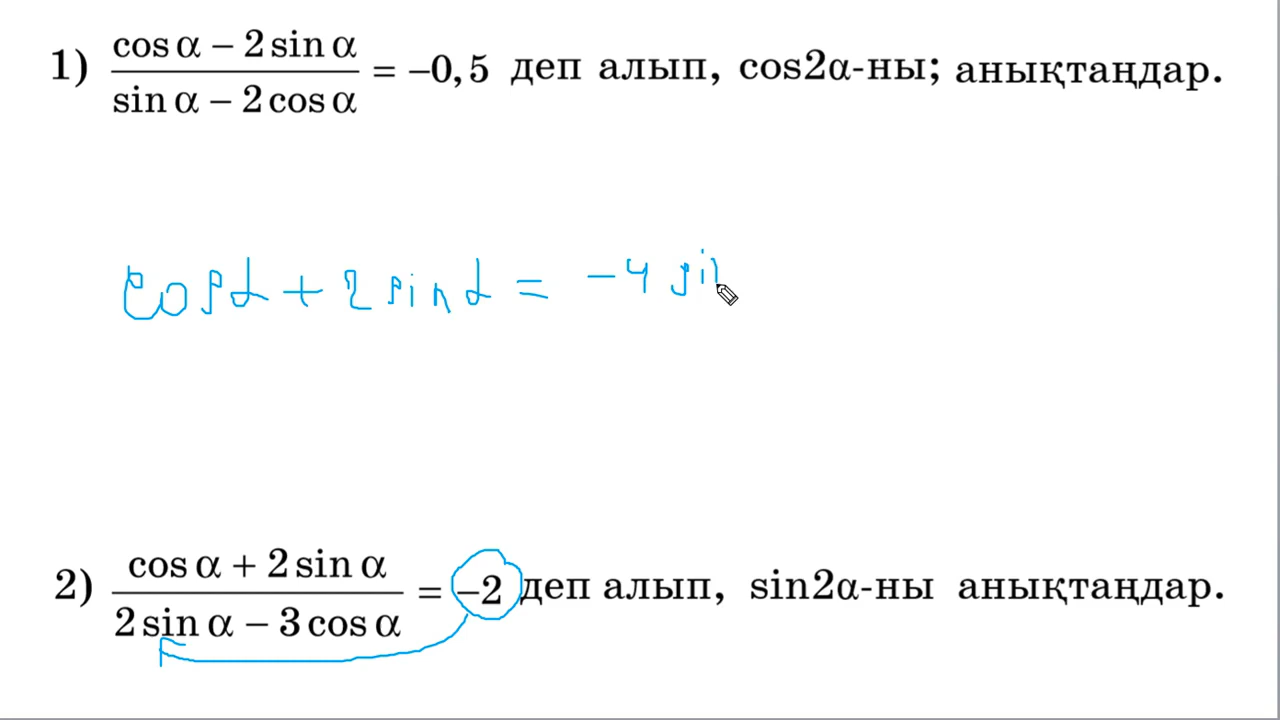 1) (cos α − 2 sin α)/(sin α − 2 cos α) = −0,5 деп алып, cos2α-ны; анықтаңдар.
cos α + 2 sin α = −4 sin
2) (cos α + 2 sin α)/(2 sin α − 3 cos α) = −2 деп алып, sin2α-ны анықтаңдар.